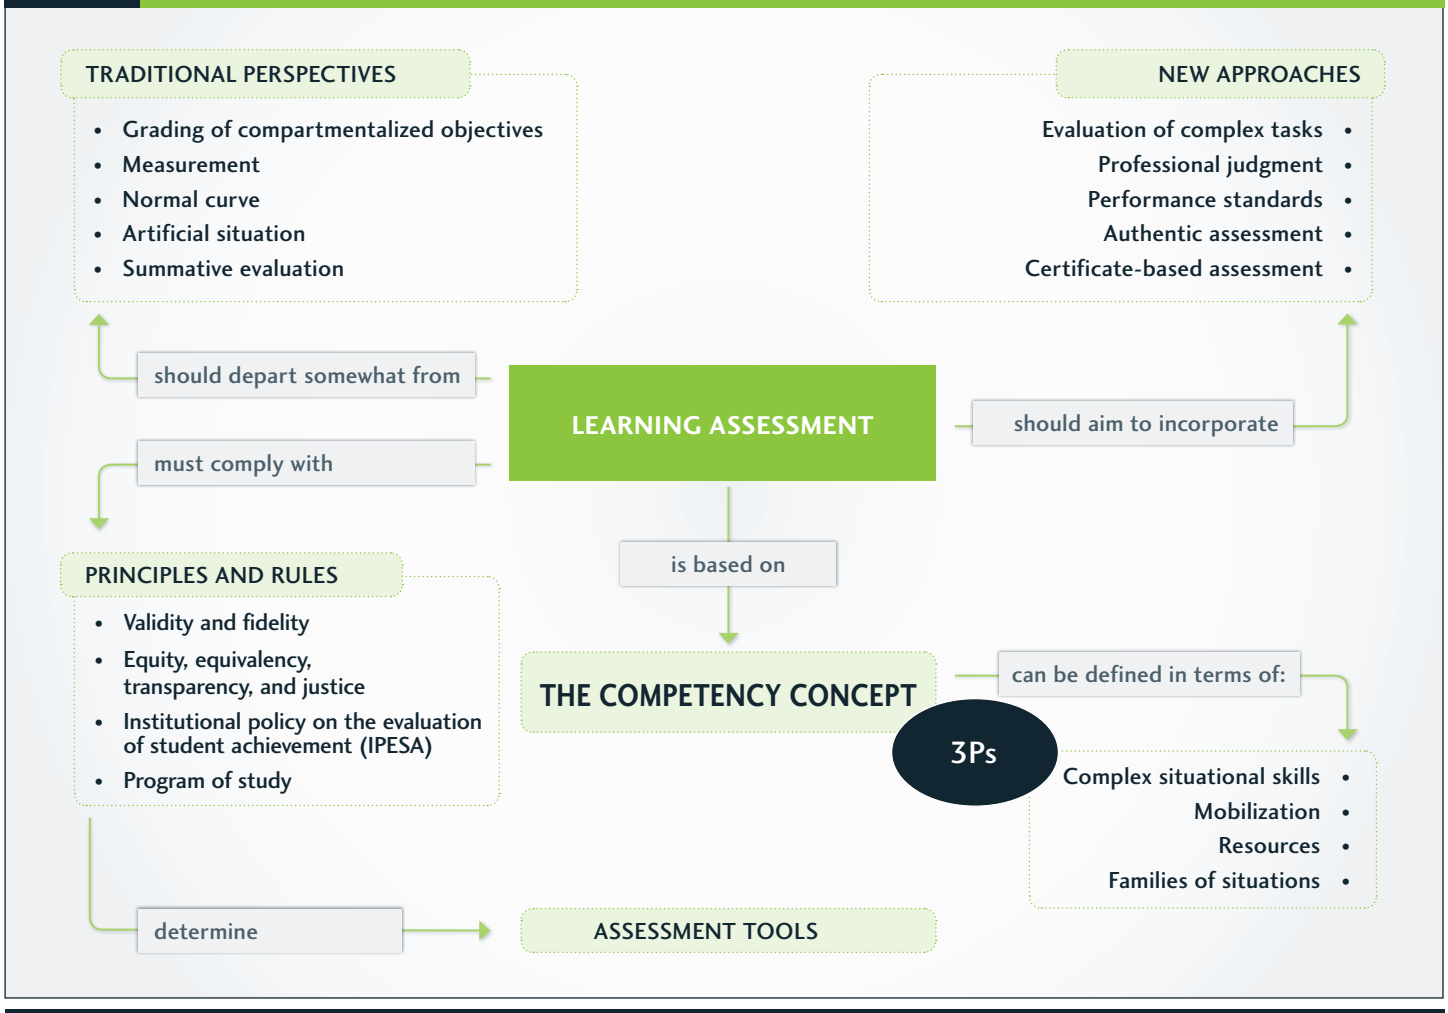 TRADITIONAL PERSPECTIVES
• Grading of compartmentalized objectives
• Measurement
• Normal curve
• Artificial situation
• Summative evaluation
NEW APPROACHES
Evaluation of complex tasks •
Professional judgment •
Performance standards •
Authentic assessment •
Certificate-based assessment •
should depart somewhat from
LEARNING ASSESSMENT
should aim to incorporate
must comply with
is based on
PRINCIPLES AND RULES
• Validity and fidelity
• Equity, equivalency,
transparency, and justice
• Institutional policy on the evaluation
of student achievement (IPESA)
• Program of study
THE COMPETENCY CONCEPT
can be defined in terms of:
3Ps
Complex situational skills •
Mobilization •
Resources •
Families of situations •
determine
ASSESSMENT TOOLS